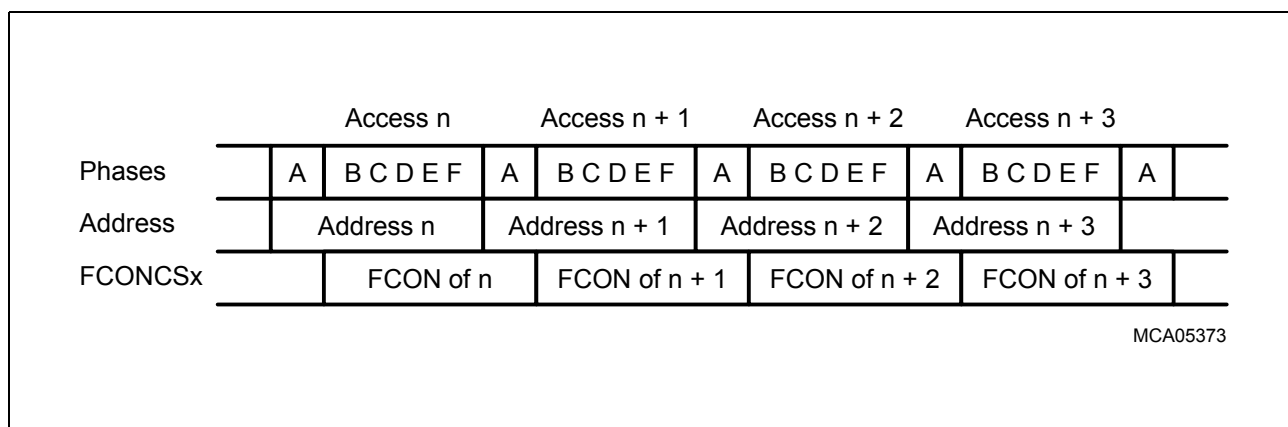 Access n Access n + 1 Access n + 2 Access n + 3
Phases A B C D E F A B C D E F A B C D E F A B C D E F A
Address Address n Address n + 1 Address n + 2 Address n + 3
FCONCSx FCON of n FCON of n + 1 FCON of n + 2 FCON of n + 3
MCA05373